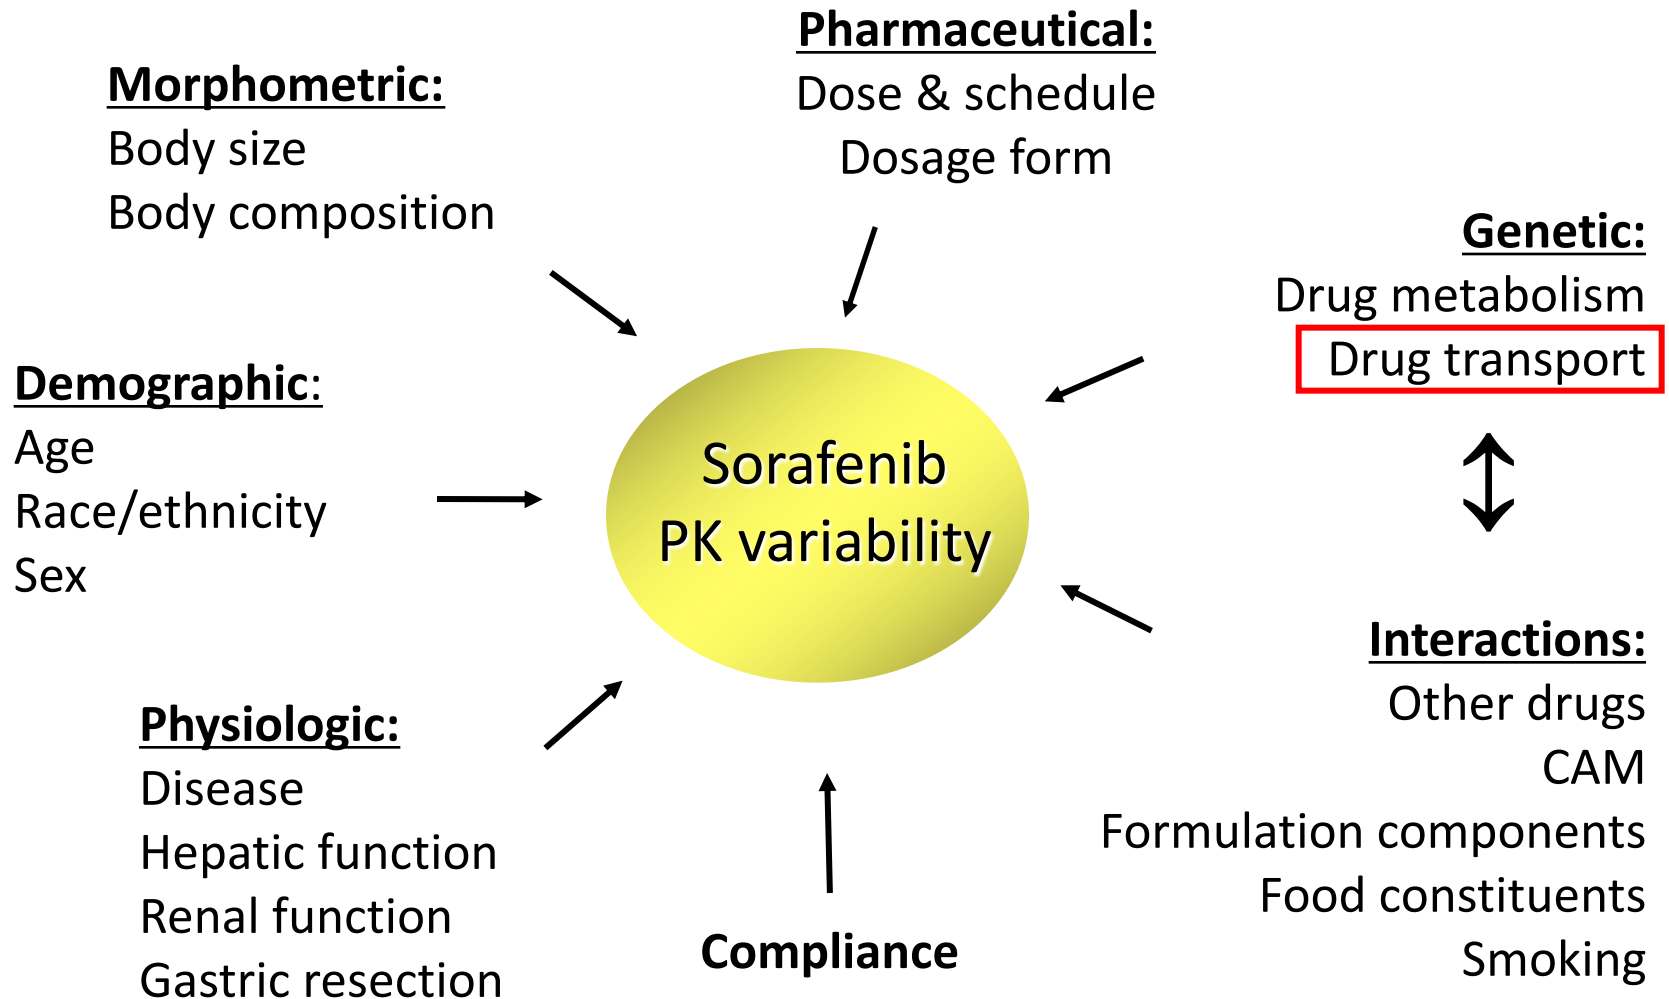 Pharmaceutical:
Dose & schedule
Dosage form
Morphometric:
Body size
Body composition
Genetic:
Drug metabolism
Drug transport
Demographic:
Age
Race/ethnicity
Sex
Sorafenib
PK variability
Interactions:
Other drugs
CAM
Formulation components
Food constituents
Smoking
Physiologic:
Disease
Hepatic function
Renal function
Gastric resection
Compliance